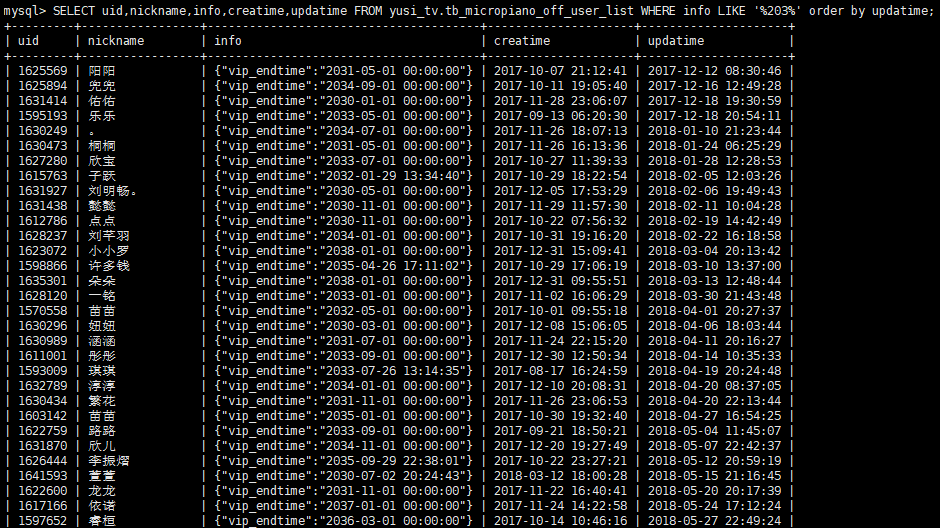 mysql> SELECT uid,nickname,info,creatime,updatime FROM yusi_tv.tb_micropiano_off_user_list WHERE info LIKE '%203%' order by updatime;
+---------+--------------+----------------------------------------+---------------------+---------------------+
| uid | nickname | info | creatime | updatime |
+---------+--------------+----------------------------------------+---------------------+---------------------+
| 1625569 | 阳阳 | {"vip_endtime":"2031-05-01 00:00:00"} | 2017-10-07 21:12:41 | 2017-12-12 08:30:46 |
| 1625894 | 兜兜 | {"vip_endtime":"2034-09-01 00:00:00"} | 2017-10-11 19:05:40 | 2017-12-16 12:49:28 |
| 1631414 | 佑佑 | {"vip_endtime":"2030-01-01 00:00:00"} | 2017-11-28 23:06:07 | 2017-12-18 19:30:59 |
| 1595193 | 乐乐 | {"vip_endtime":"2033-05-01 00:00:00"} | 2017-09-13 06:20:30 | 2017-12-18 20:54:11 |
| 1630249 | 。 | {"vip_endtime":"2034-07-01 00:00:00"} | 2017-11-26 18:07:13 | 2018-01-10 21:23:44 |
| 1630473 | 桐桐 | {"vip_endtime":"2031-05-01 00:00:00"} | 2017-11-26 16:13:36 | 2018-01-24 06:25:29 |
| 1627280 | 欣宝 | {"vip_endtime":"2033-07-01 00:00:00"} | 2017-10-27 11:39:33 | 2018-01-28 12:28:53 |
| 1615763 | 子跃 | {"vip_endtime":"2032-01-29 13:34:40"} | 2017-10-29 18:22:54 | 2018-02-05 12:03:26 |
| 1631927 | 刘明畅。 | {"vip_endtime":"2030-05-01 00:00:00"} | 2017-12-05 17:53:29 | 2018-02-06 19:49:43 |
| 1631438 | 懿懿 | {"vip_endtime":"2030-11-01 00:00:00"} | 2017-11-29 11:57:30 | 2018-02-11 10:04:28 |
| 1612786 | 点点 | {"vip_endtime":"2030-11-01 00:00:00"} | 2017-10-22 07:56:32 | 2018-02-19 14:42:49 |
| 1628237 | 刘芊羽 | {"vip_endtime":"2034-01-01 00:00:00"} | 2017-10-31 19:16:20 | 2018-02-22 16:18:58 |
| 1623072 | 小小罗 | {"vip_endtime":"2038-01-01 00:00:00"} | 2017-12-31 15:09:41 | 2018-03-04 20:13:42 |
| 1598866 | 许多钱 | {"vip_endtime":"2035-04-26 17:11:02"} | 2017-10-29 17:06:19 | 2018-03-10 13:37:00 |
| 1635301 | 朵朵 | {"vip_endtime":"2038-01-01 00:00:00"} | 2017-12-31 09:55:51 | 2018-03-13 12:48:44 |
| 1628120 | 一铭 | {"vip_endtime":"2033-01-01 00:00:00"} | 2017-11-02 16:06:29 | 2018-03-30 21:43:48 |
| 1570558 | 苗苗 | {"vip_endtime":"2032-05-01 00:00:00"} | 2017-10-01 09:55:18 | 2018-04-01 20:27:37 |
| 1630296 | 妞妞 | {"vip_endtime":"2030-03-01 00:00:00"} | 2017-12-08 15:06:05 | 2018-04-06 18:03:44 |
| 1630989 | 涵涵 | {"vip_endtime":"2031-07-01 00:00:00"} | 2017-11-24 22:15:20 | 2018-04-11 20:16:27 |
| 1611001 | 彤彤 | {"vip_endtime":"2033-09-01 00:00:00"} | 2017-12-30 12:50:34 | 2018-04-14 10:35:33 |
| 1593009 | 琪琪 | {"vip_endtime":"2033-07-26 13:14:35"} | 2017-08-17 16:24:59 | 2018-04-19 20:24:48 |
| 1632789 | 淳淳 | {"vip_endtime":"2034-01-01 00:00:00"} | 2017-12-10 20:08:31 | 2018-04-20 08:37:05 |
| 1630434 | 繁花 | {"vip_endtime":"2031-11-01 00:00:00"} | 2017-11-26 23:06:53 | 2018-04-20 22:13:44 |
| 1603142 | 苗苗 | {"vip_endtime":"2035-01-01 00:00:00"} | 2017-10-30 19:32:40 | 2018-04-27 16:54:25 |
| 1622759 | 路路 | {"vip_endtime":"2033-09-01 00:00:00"} | 2017-09-21 18:50:21 | 2018-05-04 11:45:07 |
| 1631870 | 欣儿 | {"vip_endtime":"2034-11-01 00:00:00"} | 2017-12-20 19:27:49 | 2018-05-07 22:42:37 |
| 1626444 | 李振熠 | {"vip_endtime":"2035-09-29 22:38:01"} | 2017-10-22 23:27:21 | 2018-05-12 20:59:19 |
| 1641593 | 萱萱 | {"vip_endtime":"2030-07-02 20:24:43"} | 2018-03-12 18:00:28 | 2018-05-15 21:16:45 |
| 1622600 | 龙龙 | {"vip_endtime":"2031-11-01 00:00:00"} | 2017-11-22 16:40:41 | 2018-05-20 20:17:39 |
| 1617166 | 依诺 | {"vip_endtime":"2037-01-01 00:00:00"} | 2017-11-24 14:22:58 | 2018-05-24 17:12:24 |
| 1597652 | 睿桓 | {"vip_endtime":"2036-03-01 00:00:00"} | 2017-10-14 10:46:16 | 2018-05-27 22:49:24 |